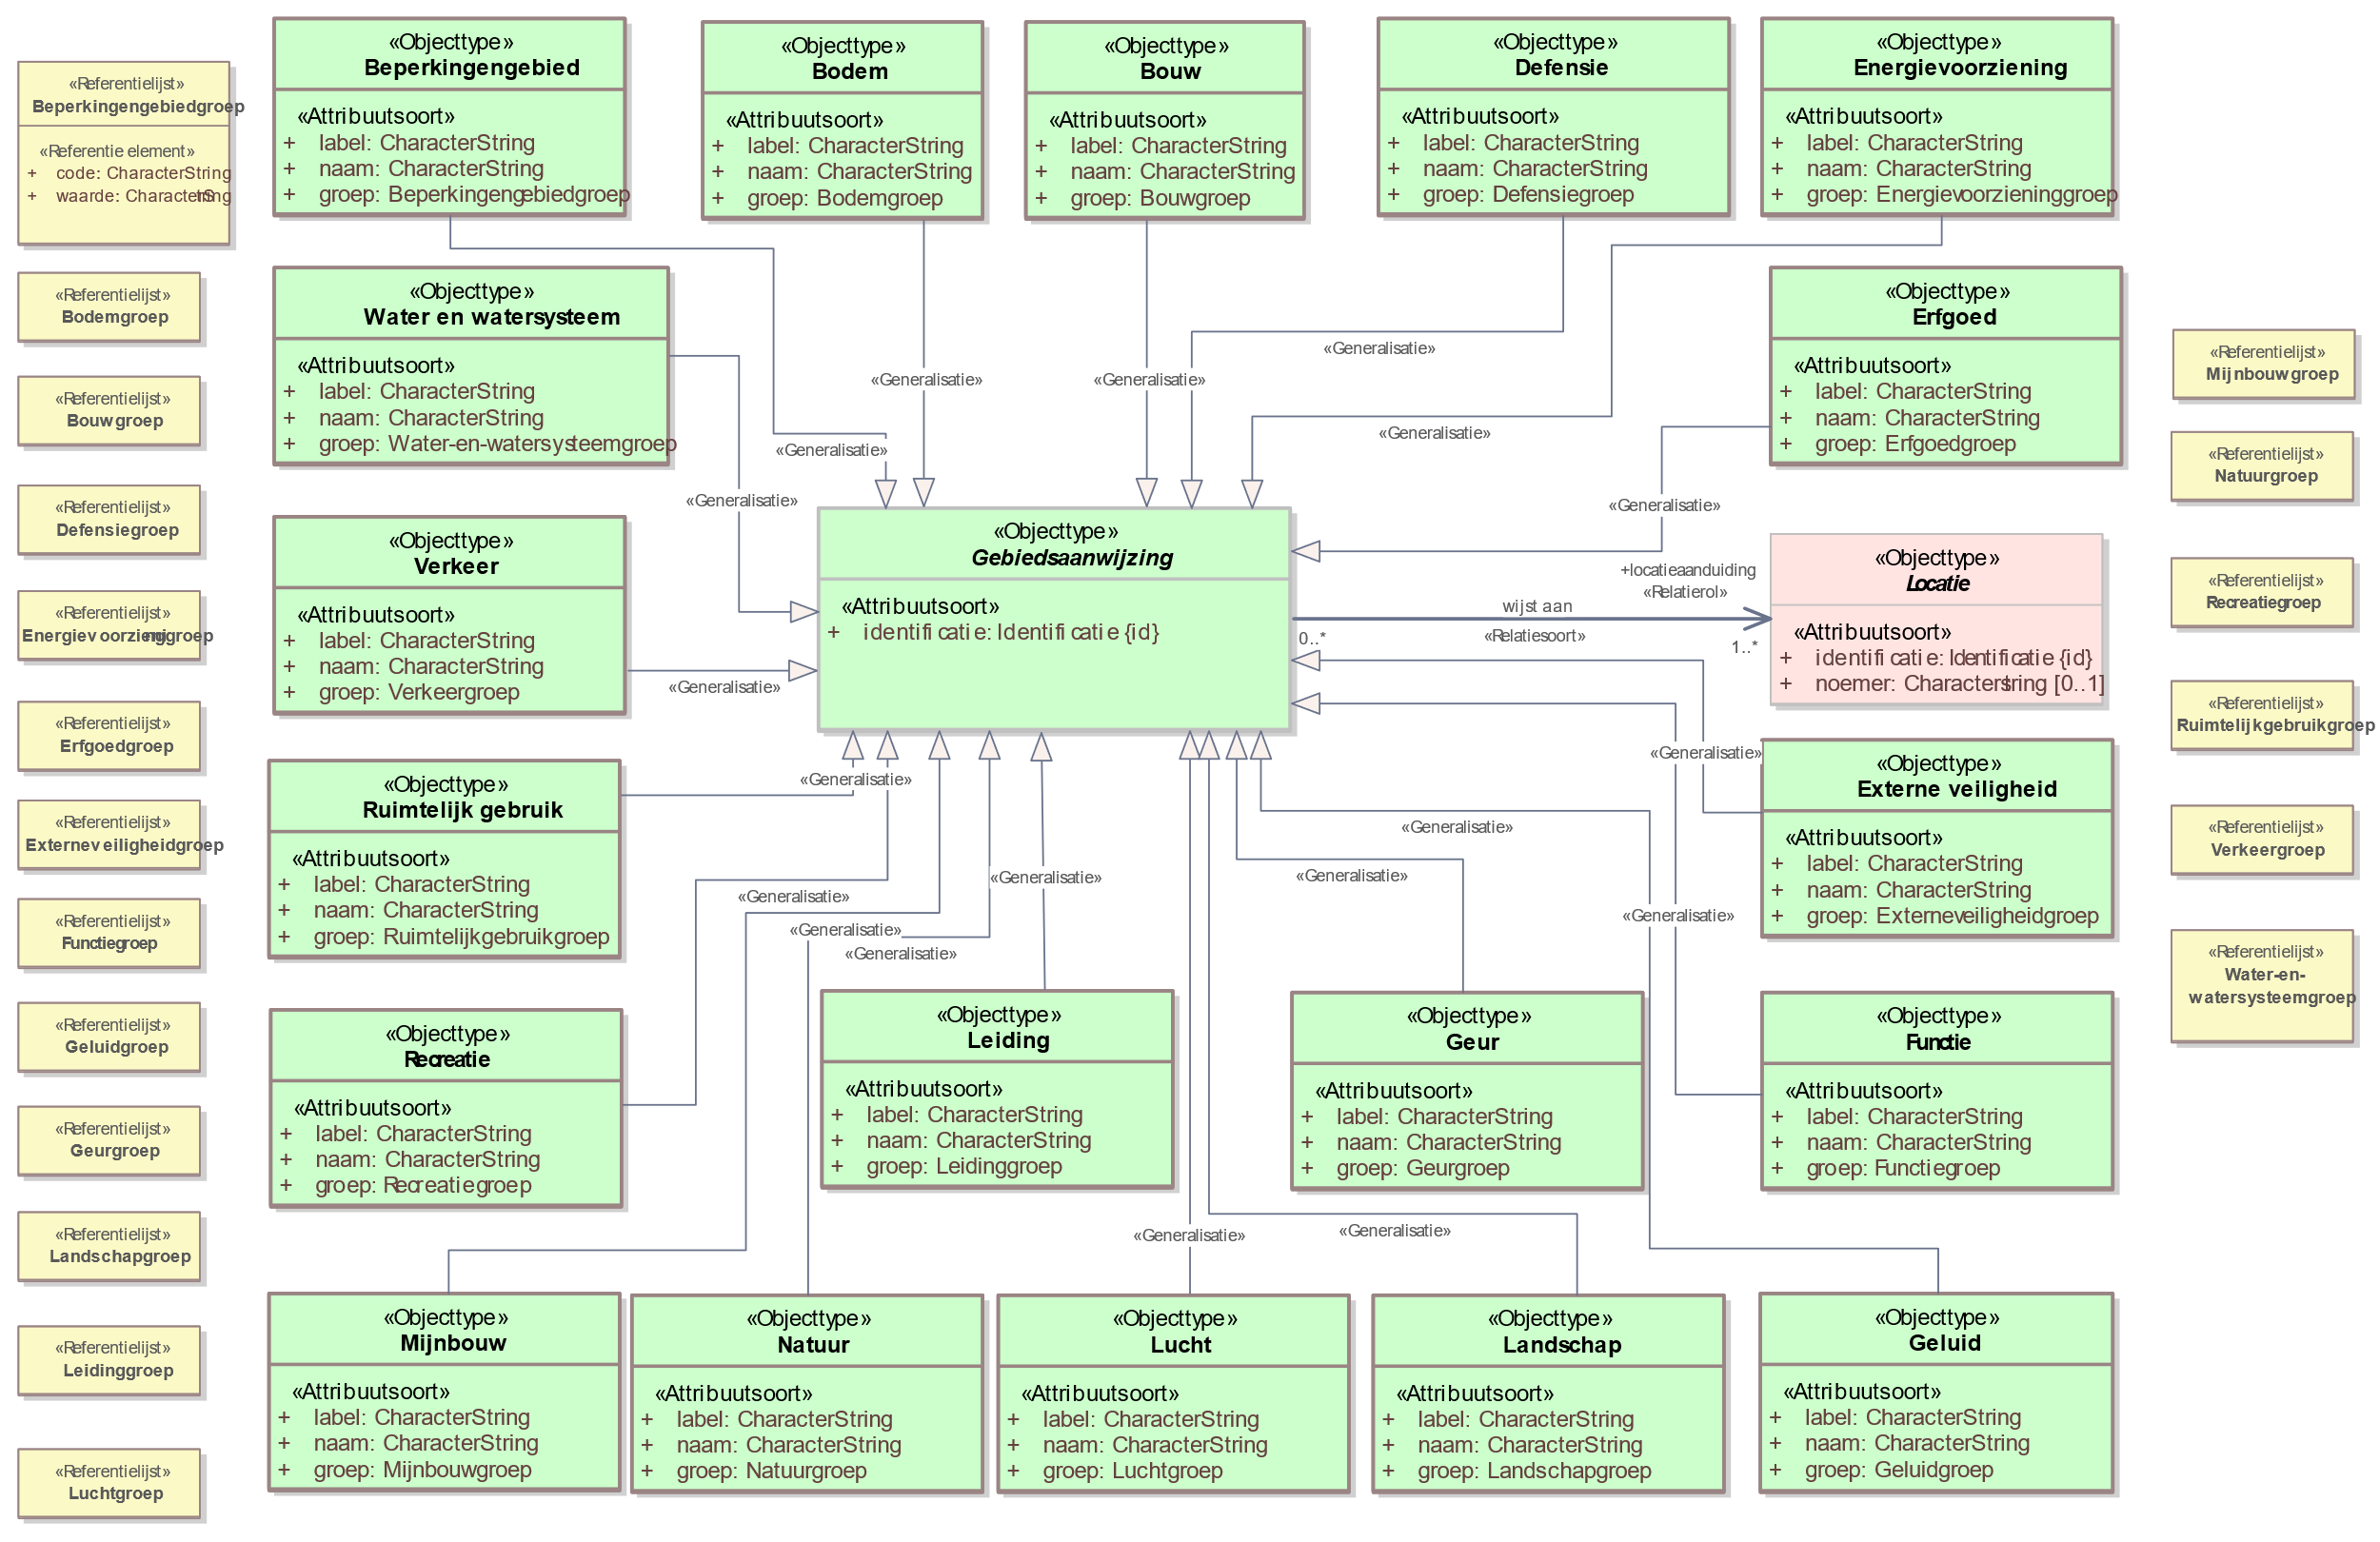 «Referentielijst»
Beperkingengebiedgroep
«Referentie element»
+ code: CharacterString
+ waarde: CharacterString
«Referentielijst»
Bodemgroep
«Referentielijst»
Bouwgroep
«Referentielijst»
Defensiegroep
«Referentielijst»
Energievoorzieninggroep
«Referentielijst»
Erfgoedgroep
«Referentielijst»
Externeveiligheidgroep
«Referentielijst»
Functiegroep
«Referentielijst»
Geluidgroep
«Referentielijst»
Geurgroep
«Referentielijst»
Landschapgroep
«Referentielijst»
Leidinggroep
«Referentielijst»
Luchtgroep
«Objecttype»
Beperkingengebied
«Attribuutsoort»
+ label: CharacterString
+ naam: CharacterString
+ groep: Beperkingengebiedgroep
«Objecttype»
Bodem
«Attribuutsoort»
+ label: CharacterString
+ naam: CharacterString
+ groep: Bodemgroep
«Objecttype»
Bouw
«Attribuutsoort»
+ label: CharacterString
+ naam: CharacterString
+ groep: Bouwgroep
«Objecttype»
Defensie
«Attribuutsoort»
+ label: CharacterString
+ naam: CharacterString
+ groep: Defensiegroep
«Objecttype»
Energievoorziening
«Attribuutsoort»
+ label: CharacterString
+ naam: CharacterString
+ groep: Energievoorzieninggroep
«Objecttype»
Water en watersysteem
«Attribuutsoort»
+ label: CharacterString
+ naam: CharacterString
+ groep: Water-en-watersysteemgroep
«Objecttype»
Erfgoed
«Attribuutsoort»
+ label: CharacterString
+ naam: CharacterString
+ groep: Erfgoedgroep
«Generalisatie»
«Generalisatie»
«Generalisatie»
«Generalisatie»
«Generalisatie»
«Generalisatie»
«Generalisatie»
«Objecttype»
Verkeer
«Attribuutsoort»
+ label: CharacterString
+ naam: CharacterString
+ groep: Verkeergroep
«Generalisatie»
«Objecttype»
Gebiedsaanwijzing
«Attribuutsoort»
+ identificatie: Identificatie {id}
+locatieaanduiding
«Relatierol»
wijst aan
0..*
«Relatiesoort»
1..*
«Objecttype»
Locatie
«Attribuutsoort»
+ identificatie: Identificatie {id}
+ noemer: Characterstring [0..1]
«Objecttype»
Ruimtelijk gebruik
«Attribuutsoort»
+ label: CharacterString
+ naam: CharacterString
+ groep: Ruimtelijkgebruikgroep
«Generalisatie»
«Generalisatie»
«Generalisatie»
«Generalisatie»
«Generalisatie»
«Generalisatie»
«Generalisatie»
«Generalisatie»
«Generalisatie»
«Objecttype»
Externe veiligheid
«Attribuutsoort»
+ label: CharacterString
+ naam: CharacterString
+ groep: Externeveiligheidgroep
«Objecttype»
Recreatie
«Attribuutsoort»
+ label: CharacterString
+ naam: CharacterString
+ groep: Recreatiegroep
«Objecttype»
Leiding
«Attribuutsoort»
+ label: CharacterString
+ naam: CharacterString
+ groep: Leidinggroep
«Objecttype»
Geur
«Attribuutsoort»
+ label: CharacterString
+ naam: CharacterString
+ groep: Geurgroep
«Objecttype»
Functie
«Attribuutsoort»
+ label: CharacterString
+ naam: CharacterString
+ groep: Functiegroep
«Generalisatie»
«Generalisatie»
«Objecttype»
Mijnbouw
«Attribuutsoort»
+ label: CharacterString
+ naam: CharacterString
+ groep: Mijnbouwgroep
«Objecttype»
Natuur
«Attribuutsoort»
+ label: CharacterString
+ naam: CharacterString
+ groep: Natuurgroep
«Objecttype»
Lucht
«Attribuutsoort»
+ label: CharacterString
+ naam: CharacterString
+ groep: Luchtgroep
«Objecttype»
Landschap
«Attribuutsoort»
+ label: CharacterString
+ naam: CharacterString
+ groep: Landschapgroep
«Objecttype»
Geluid
«Attribuutsoort»
+ label: CharacterString
+ naam: CharacterString
+ groep: Geluidgroep
«Referentielijst»
Mijnbouwgroep
«Referentielijst»
Natuurgroep
«Referentielijst»
Recreatiegroep
«Referentielijst»
Ruimtelijkgebruikgroep
«Referentielijst»
Verkeergroep
«Referentielijst»
Water-en-
watersysteemgroep